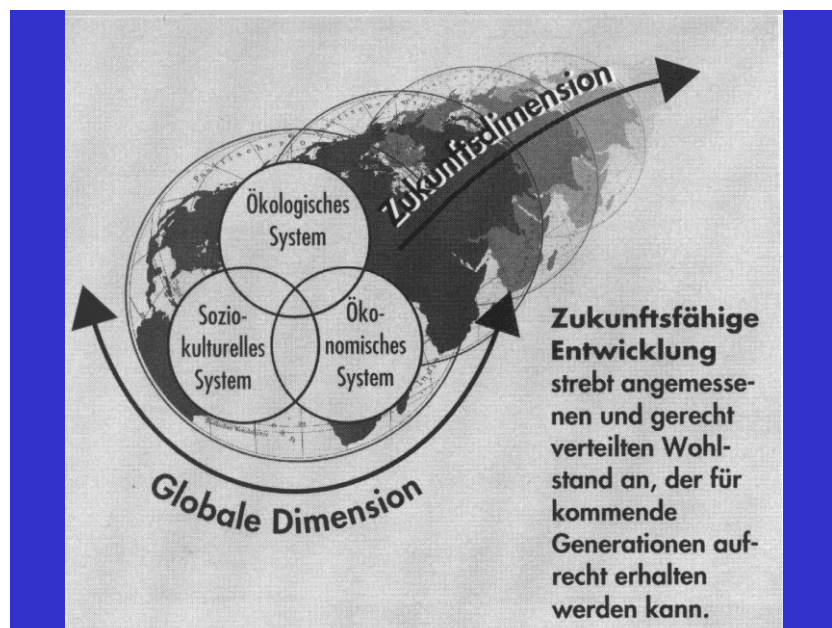 Zukunftsdimension
Ökologisches
System
Sozio-
kulturelles
System
Öko-
nomisches
System
Globale Dimension
Zukunftsfähige
Entwicklung
strebt angemesse-
nen und gerecht
verteilten Wohl-
stand an, der für
kommende
Generationen auf-
recht erhalten
werden kann.